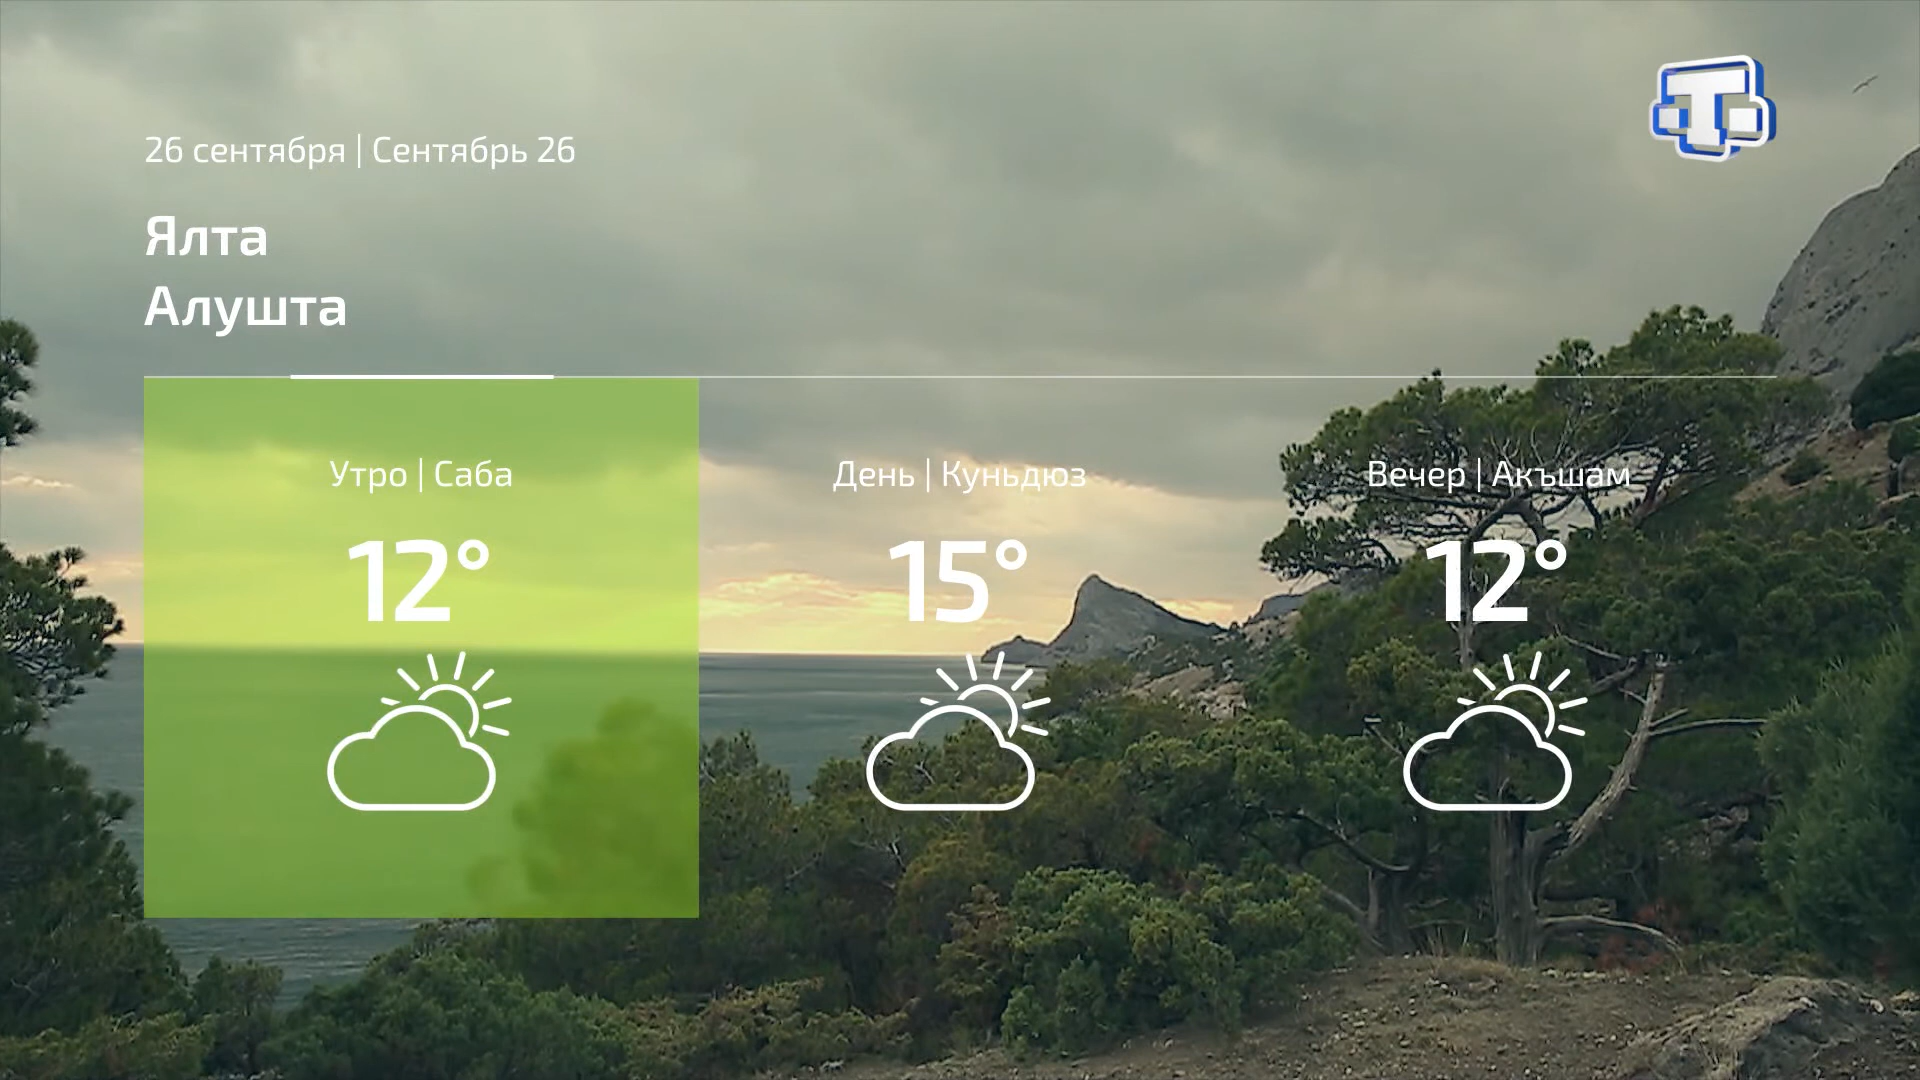 26 сентября | Сентябрь 26
Ялта
Алушта
Утро | Саба
12°
День | Куньдюз
15°
Вечер | Акъшам
12°
Т